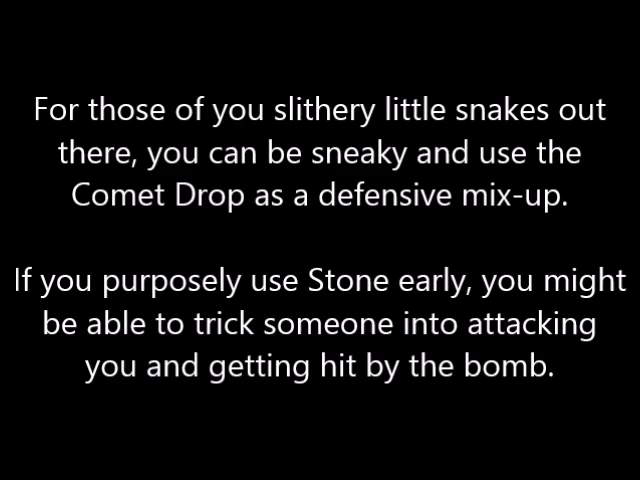 For those of you slithery little snakes out
there, you can be sneaky and use the
Comet Drop as a defensive mix-up.
If you purposely use Stone early, you might
be able to trick someone into attacking
you and getting hit by the bomb.